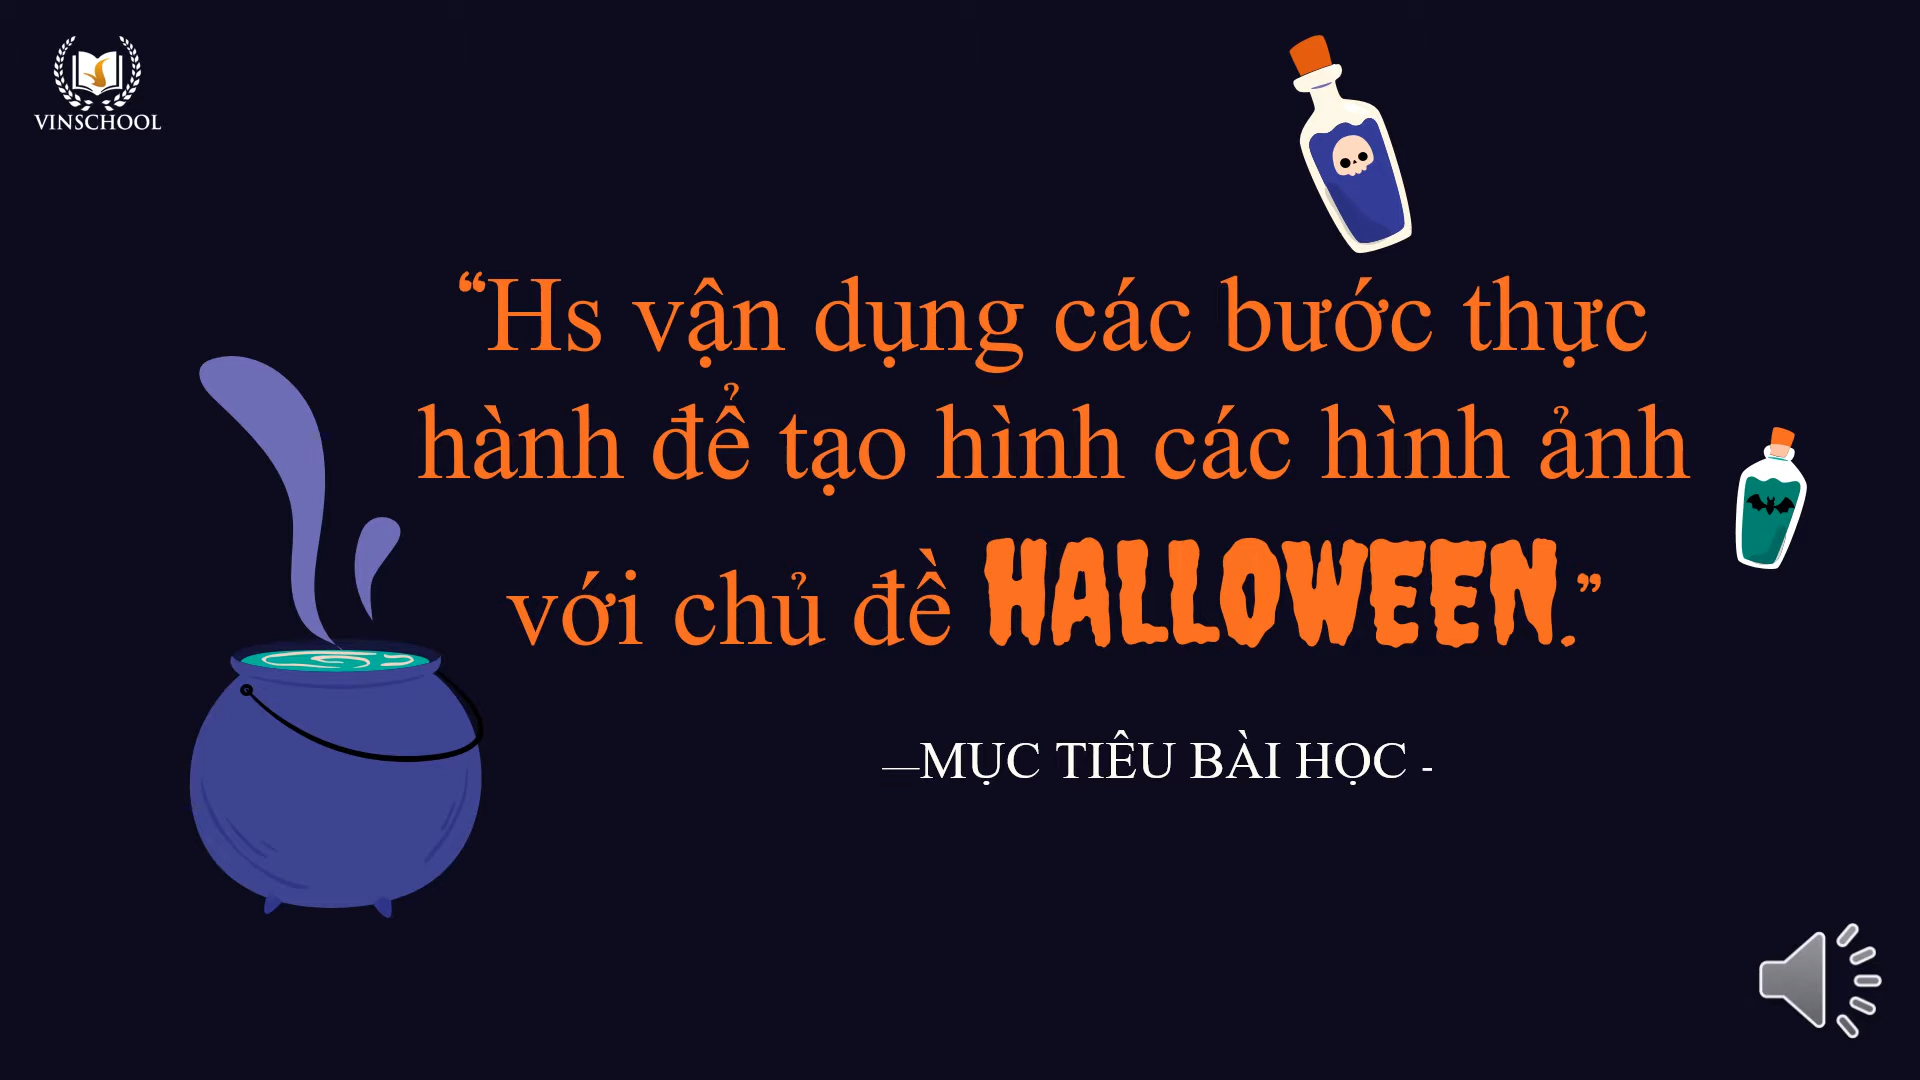 VINSCHOOL
“Hs vận dụng các bước thực
hành để tạo hình các hình ảnh
với chủ đề HALLOWEEN.”
—MỤC TIÊU BÀI HỌC -